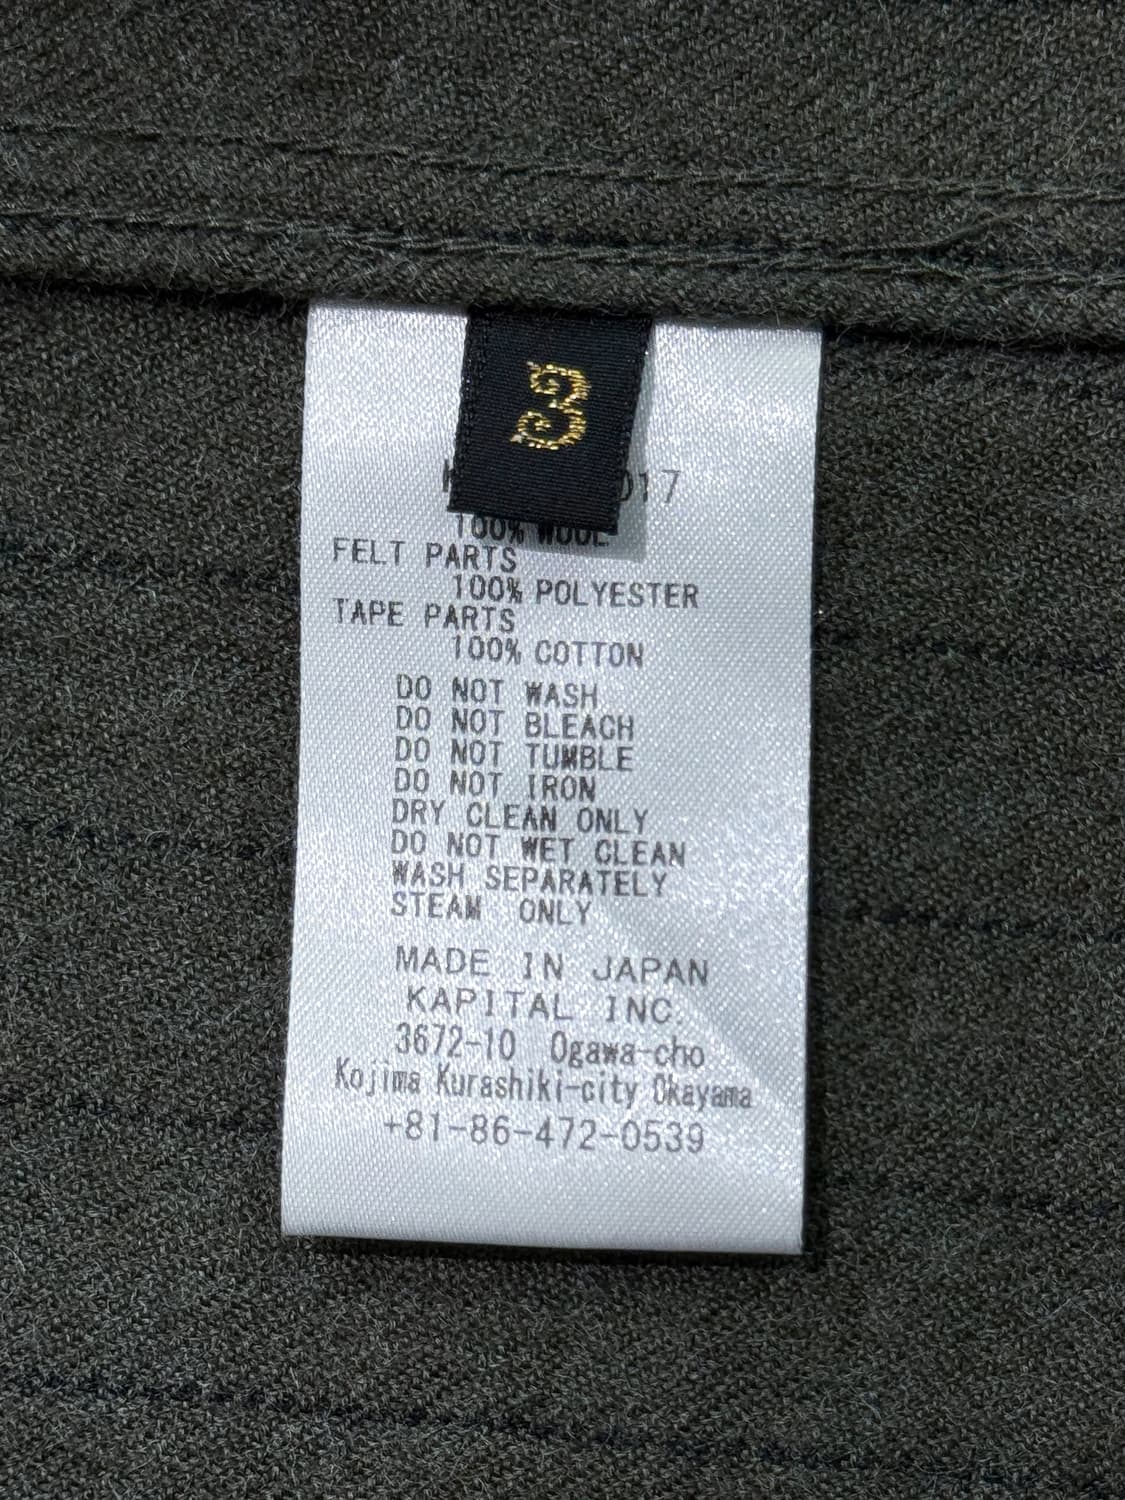 3
017
100% WOOL
FELT PARTS
100% POLYESTER
TAPE PARTS
100% COTTON
DO NOT WASH
DO NOT BLEACH
DO NOT TUMBLE
DO NOT IRON
DRY CLEAN ONLY
DO NOT WET CLEAN
WASH SEPARATELY
STEAM ONLY
MADE IN JAPAN
KAPITAL INC.
3672-10 Ogawa-cho
Kojima Kurashiki-city Okayama
+81-86-472-0539